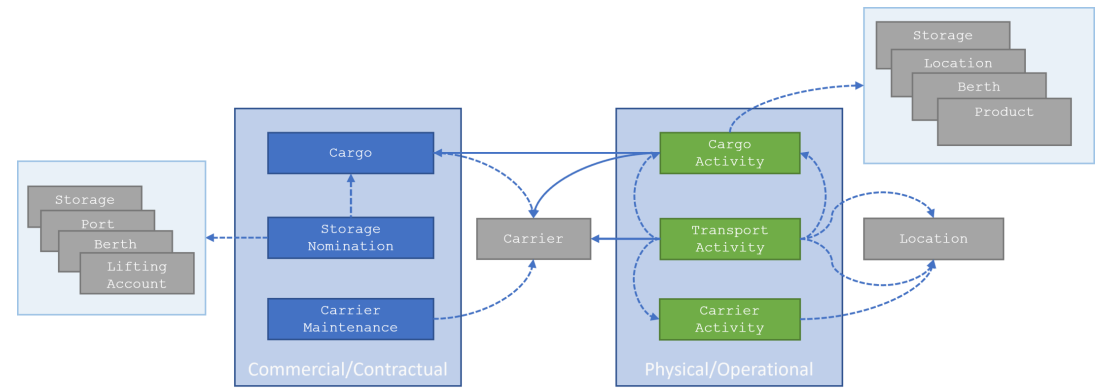 Storage
Location
Berth
Product
Cargo
Cargo
Activity
Storage
Port
Berth
Lifting
Account
Storage
Nomination
Carrier
Transport
Activity
Location
Carrier
Maintenance
Carrier
Activity
Commercial/Contractual
Physical/Operational